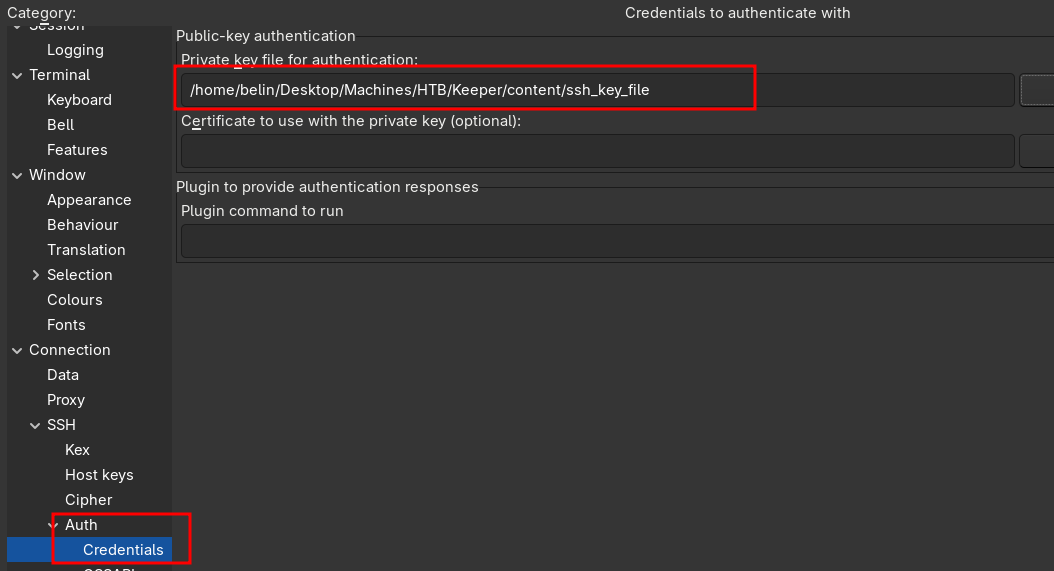 Category:
Credentials to authenticate with
Session
Logging
Terminal
Keyboard
Bell
Features
Window
Appearance
Behaviour
Translation
Selection
Colours
Fonts
Connection
Data
Proxy
SSH
Kex
Host keys
Cipher
Auth
Credentials
Public-key authentication
Private key file for authentication:
/home/belin/Desktop/Machines/HTB/Keeper/content/ssh_key_file
Certificate to use with the private key (optional):
Plugin to provide authentication responses
Plugin command to run